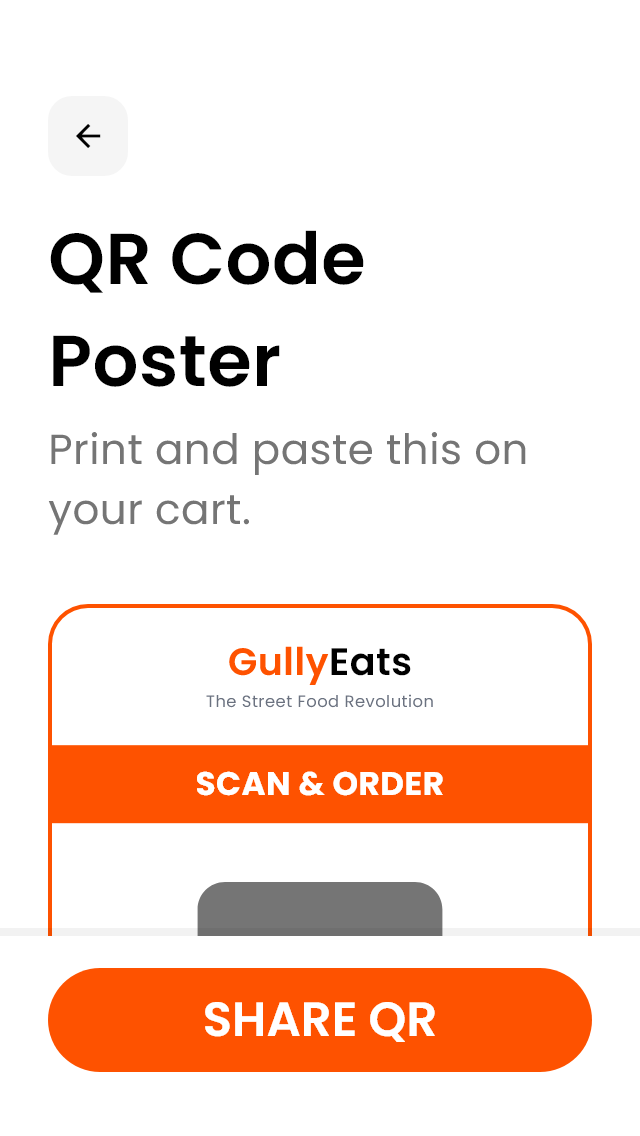 QR Code
Poster
Print and paste this on
your cart.
GullyEats
The Street Food Revolution
SCAN & ORDER
SHARE QR